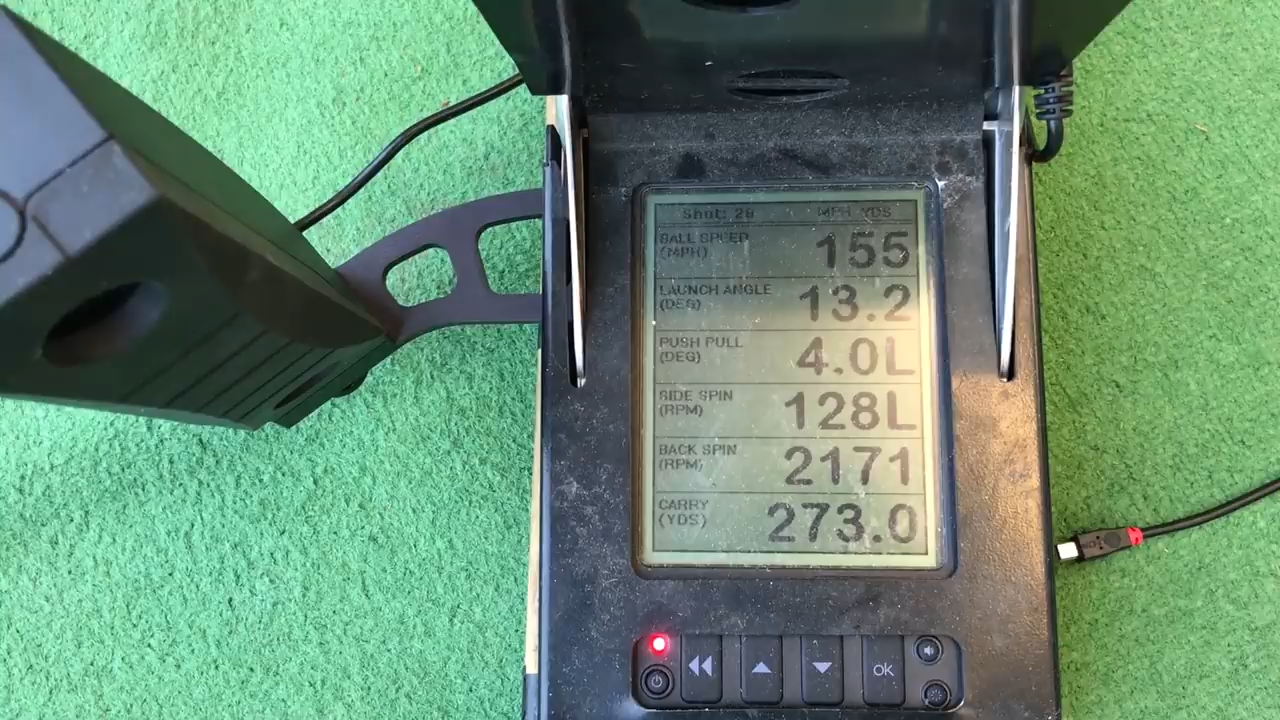 Shot: 28 MPH YDS
BALL SPEED
(MPH)
155
LAUNCH ANGLE
(DEG)
13.2
PUSH PULL
(DEG)
4.0L
SIDE SPIN
(RPM)
128L
BACK SPIN
(RPM)
2171
CARRY
(YDS)
273.0
OK